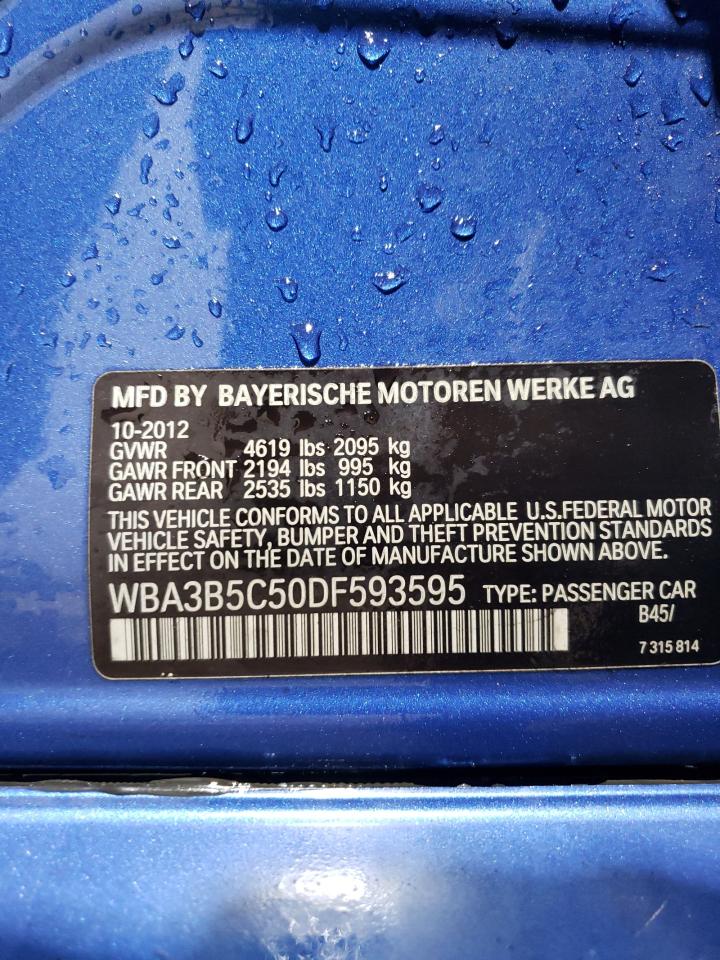 MFD BY BAYERISCHE MOTOREN WERKE AG
10-2012
GVWR 4619 lbs 2095 kg
GAWR FRONT 2194 lbs 995 kg
GAWR REAR 2535 lbs 1150 kg
THIS VEHICLE CONFORMS TO ALL APPLICABLE U.S.FEDERAL MOTOR
VEHICLE SAFETY, BUMPER AND THEFT PREVENTION STANDARDS
IN EFFECT ON THE DATE OF MANUFACTURE SHOWN ABOVE.
WBA3B5C50DF593595 TYPE: PASSENGER CAR
B45/
7 315 814